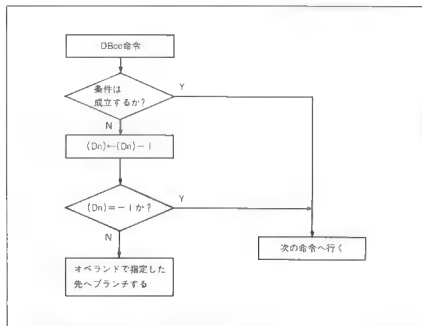 DBcc命令
条件は
成立するか?
Y
N
(Dn)←(Dn)−1
(Dn)=−1か?
Y
N
次の命令へ行く
オペランドで指定した
先へブランチする